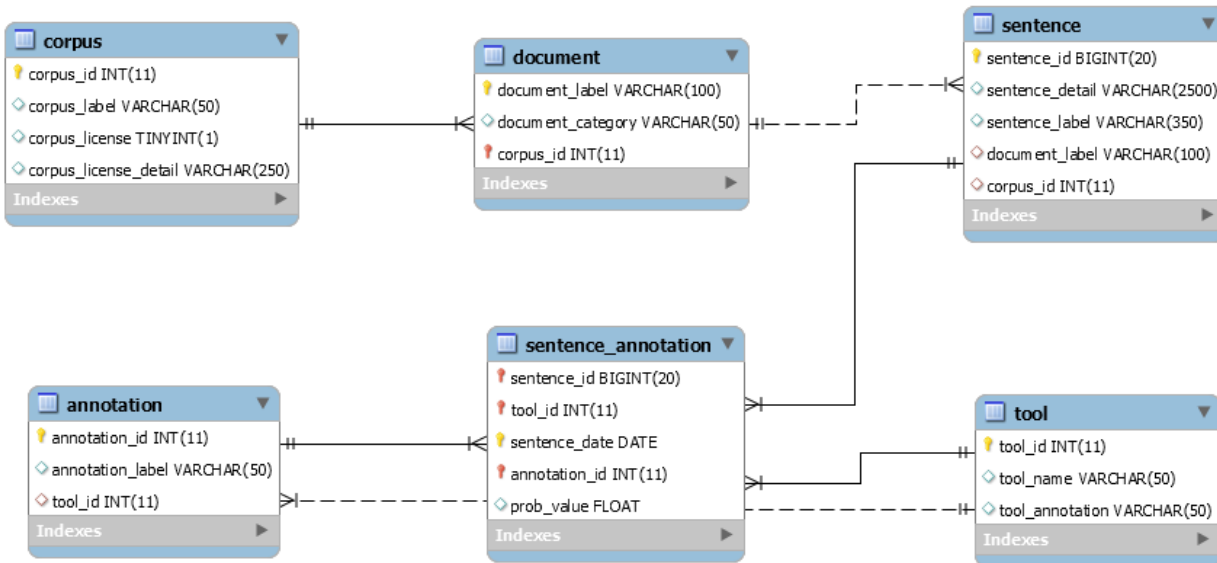 corpus
corpus_id INT(11)
corpus_label VARCHAR(50)
corpus_license TINYINT(1)
corpus_license_detail VARCHAR(250)
Indexes
document
document_label VARCHAR(100)
document_category VARCHAR(50)
corpus_id INT(11)
Indexes
sentence
sentence_id BIGINT(20)
sentence_detail VARCHAR(2500)
sentence_label VARCHAR(350)
document_label VARCHAR(100)
corpus_id INT(11)
Indexes
annotation
annotation_id INT(11)
annotation_label VARCHAR(50)
tool_id INT(11)
Indexes
sentence_annotation
sentence_id BIGINT(20)
tool_id INT(11)
sentence_date DATE
annotation_id INT(11)
prob_value FLOAT
Indexes
tool
tool_id INT(11)
tool_name VARCHAR(50)
tool_annotation VARCHAR(50)
Indexes